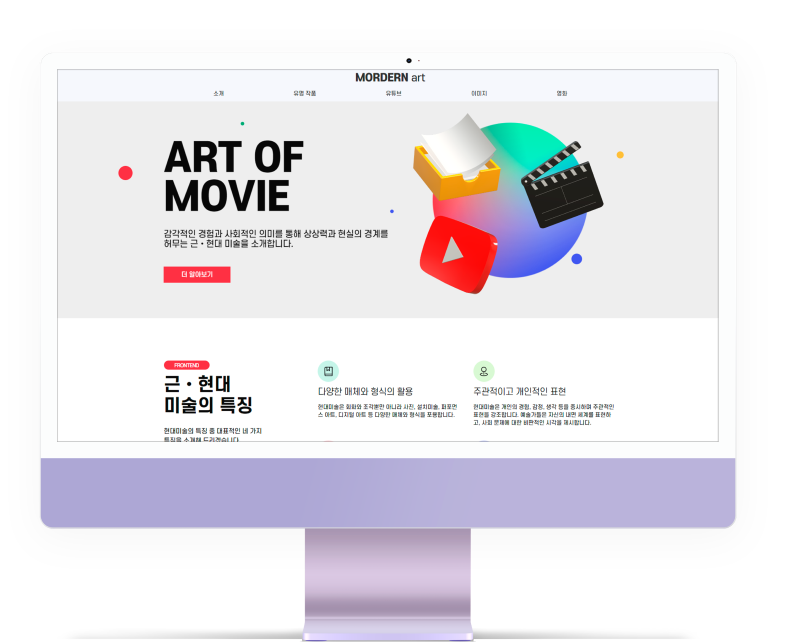 MORDERN art
소개 유명 작품 유튜브 이미지 영화
ART OF
MOVIE
감각적인 경험과 사회적인 의미를 통해 상상력과 현실의 경계를
허무는 근 • 현대 미술을 소개합니다.
더 알아보기
FRONTEND
근 • 현대
미술의 특징
현대미술의 특징 중 대표적인 네 가지
특징을 소개해 드리겠습니다.
다양한 매체와 형식의 활용
현대미술은 회화와 조각뿐만 아니라 사진, 설치미술, 퍼포먼
스 아트, 디지털 아트 등 다양한 매체와 형식을 포용합니다.
주관적이고 개인적인 표현
현대미술은 개인의 경험, 감정, 생각 등을 중시하며 주관적인
표현을 강조합니다. 예술가들은 자신의 내면 세계를 표현하
고, 사회 문제에 대한 비판적인 시각을 제시합니다.